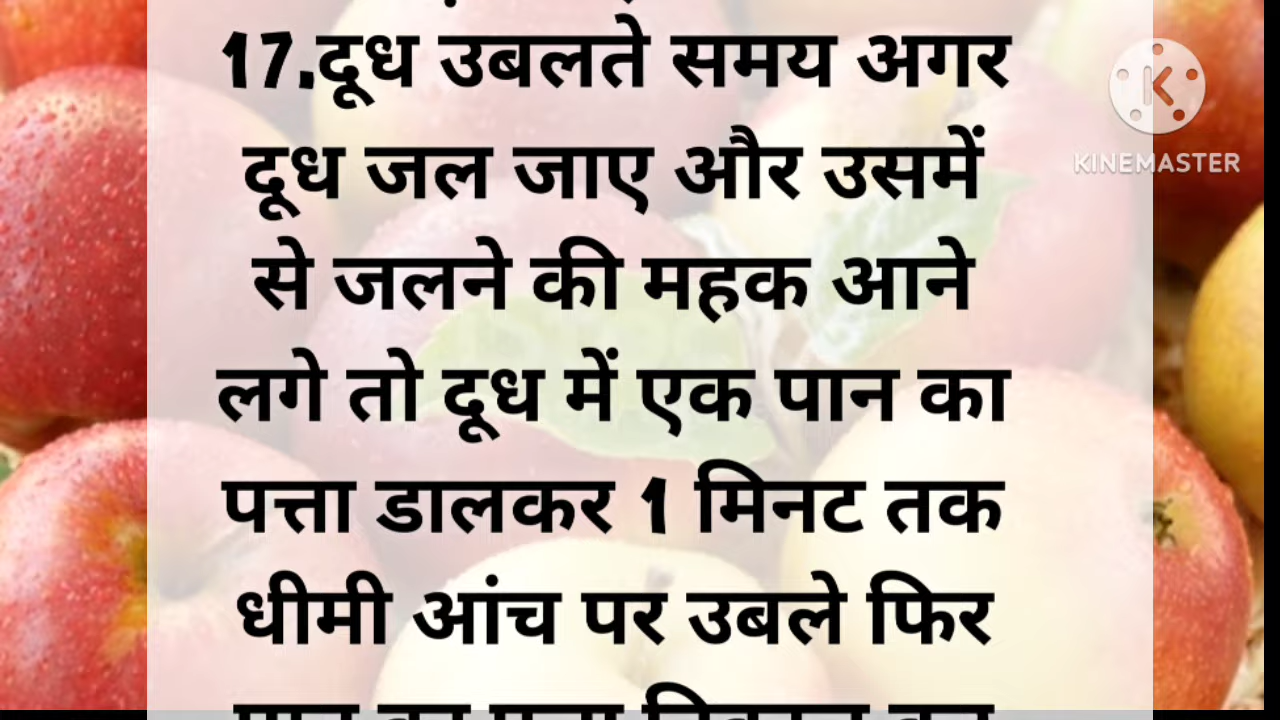 17.दूध उबलते समय अगर
दूध जल जाए और उसमें
से जलने की महक आने
लगे तो दूध में एक पान का
पत्ता डालकर 1 मिनट तक
धीमी आंच पर उबले फिर
KINEMASTER